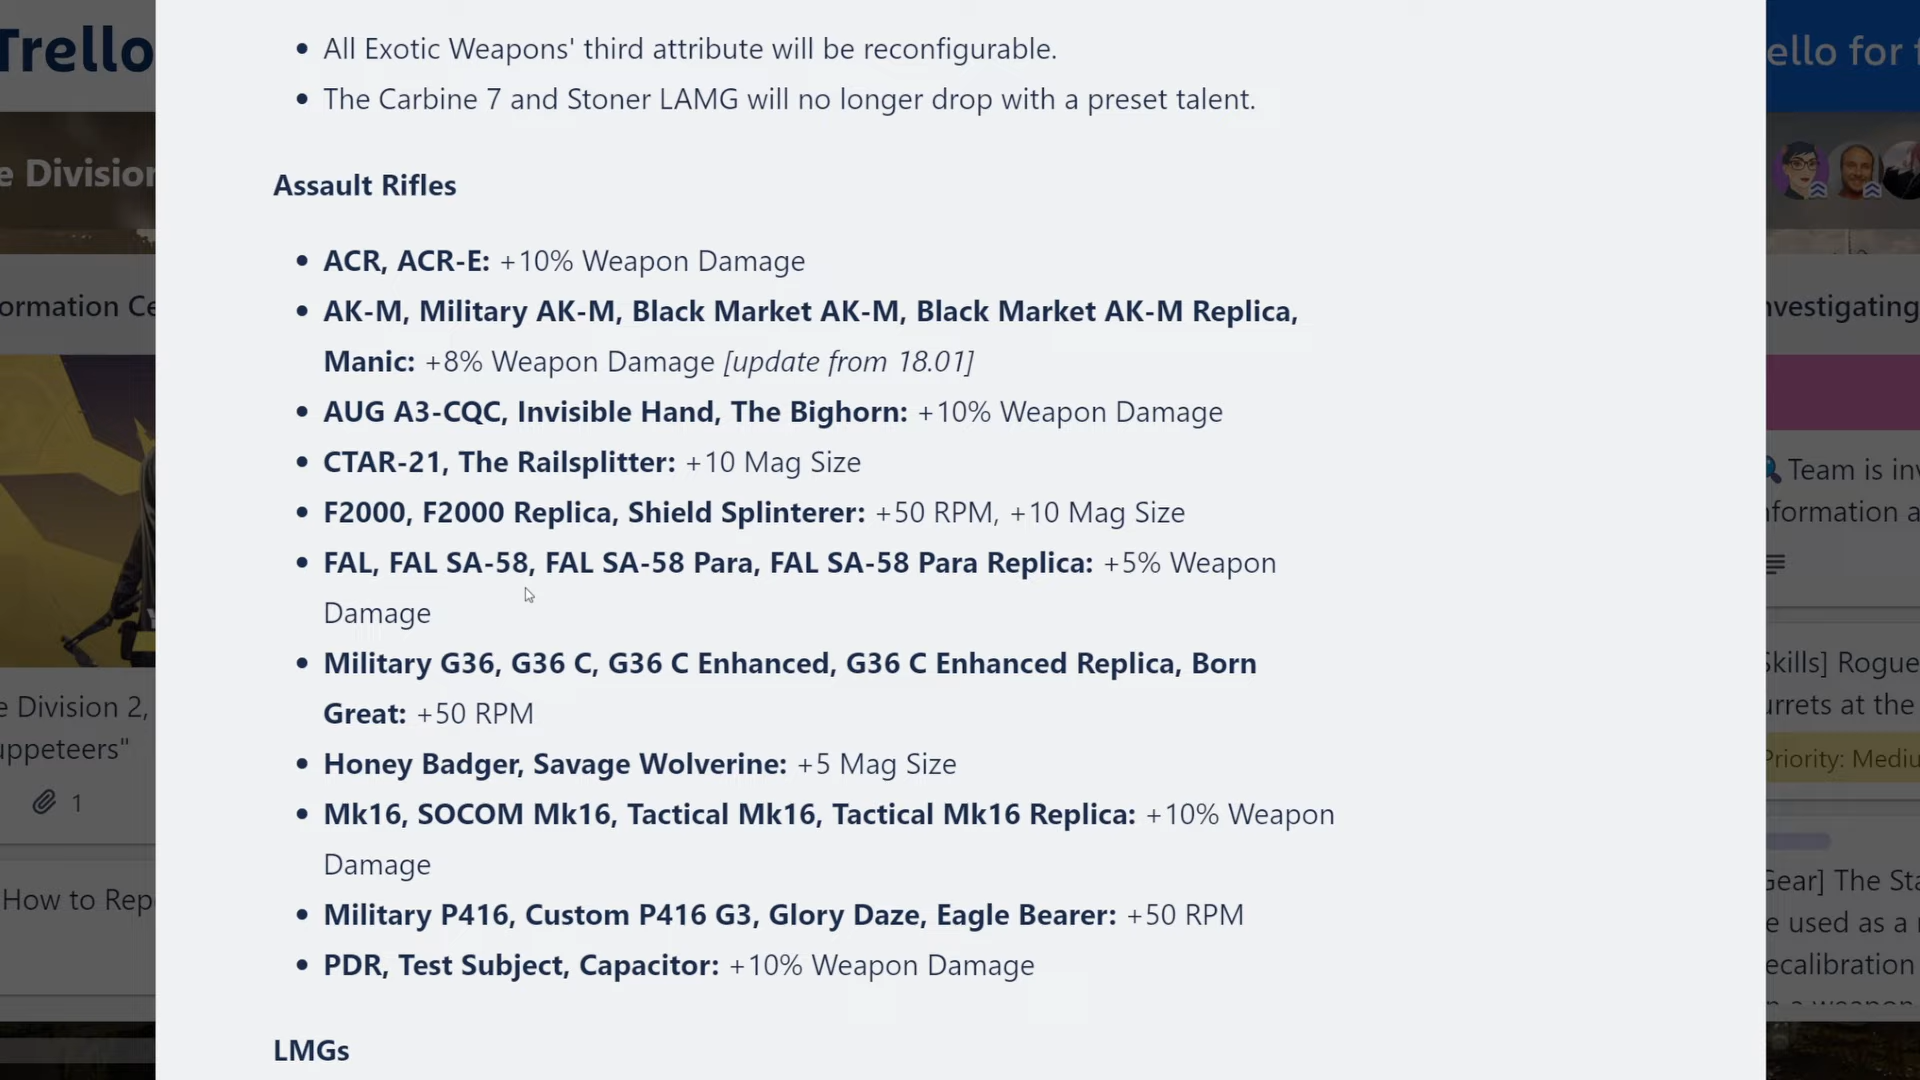 Trello
ello for f
e Division
ormation Ce
e Division 2,
uppeteers"
1
How to Rep
All Exotic Weapons' third attribute will be reconfigurable.
The Carbine 7 and Stoner LAMG will no longer drop with a preset talent.
Assault Rifles
ACR, ACR-E: +10% Weapon Damage
AK-M, Military AK-M, Black Market AK-M, Black Market AK-M Replica,
Manic: +8% Weapon Damage [update from 18.01]
AUG A3-CQC, Invisible Hand, The Bighorn: +10% Weapon Damage
CTAR-21, The Railsplitter: +10 Mag Size
F2000, F2000 Replica, Shield Splinterer: +50 RPM, +10 Mag Size
FAL, FAL SA-58, FAL SA-58 Para, FAL SA-58 Para Replica: +5% Weapon
Damage
Military G36, G36 C, G36 C Enhanced, G36 C Enhanced Replica, Born
Great: +50 RPM
Honey Badger, Savage Wolverine: +5 Mag Size
Mk16, SOCOM Mk16, Tactical Mk16, Tactical Mk16 Replica: +10% Weapon
Damage
Military P416, Custom P416 G3, Glory Daze, Eagle Bearer: +50 RPM
PDR, Test Subject, Capacitor: +10% Weapon Damage
LMGs
nvestigating
Team is inv
nformation a
Skills] Rogue
urrets at the
Priority: Mediu
Gear] The Sta
e used as a r
ecalibration